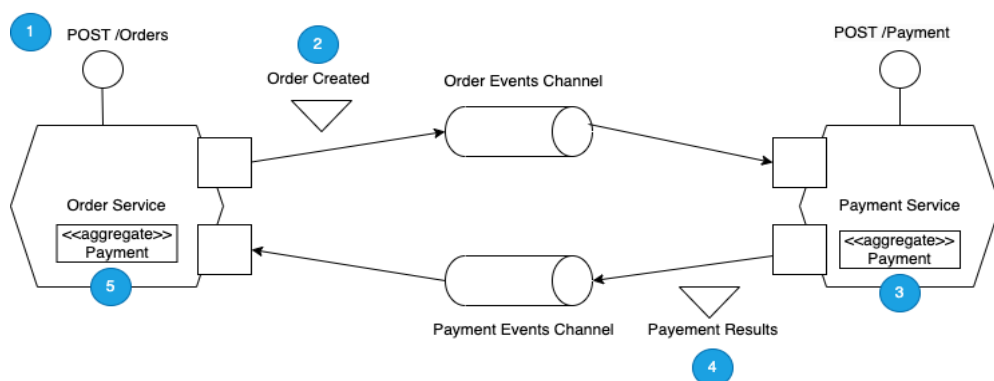 1
POST /Orders
2
Order Created
Order Events Channel
POST /Payment
Order Service
<<aggregate>>
Payment
5
Payment Service
<<aggregate>>
Payment
3
Payment Events Channel
Payement Results
4